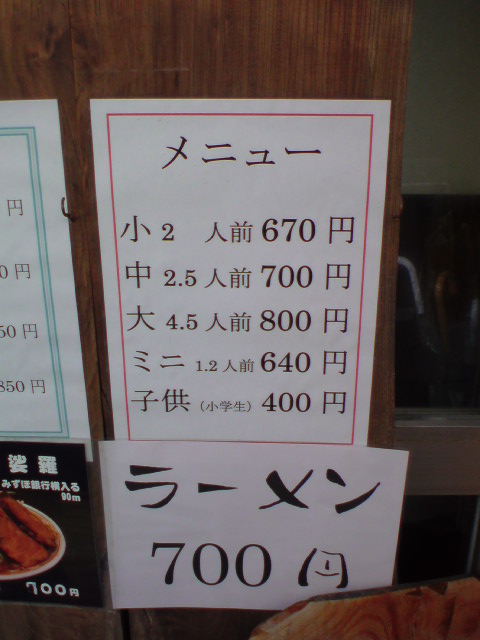 メニュー
小 2 人前 670 円
中 2.5 人前 700 円
大 4.5 人前 800 円
ミニ 1.2 人前 640 円
子供 (小学生) 400 円
ラーメン
700 円
円
0 円
50 円
850 円
裟羅
みずほ銀行横入る
90m
700円